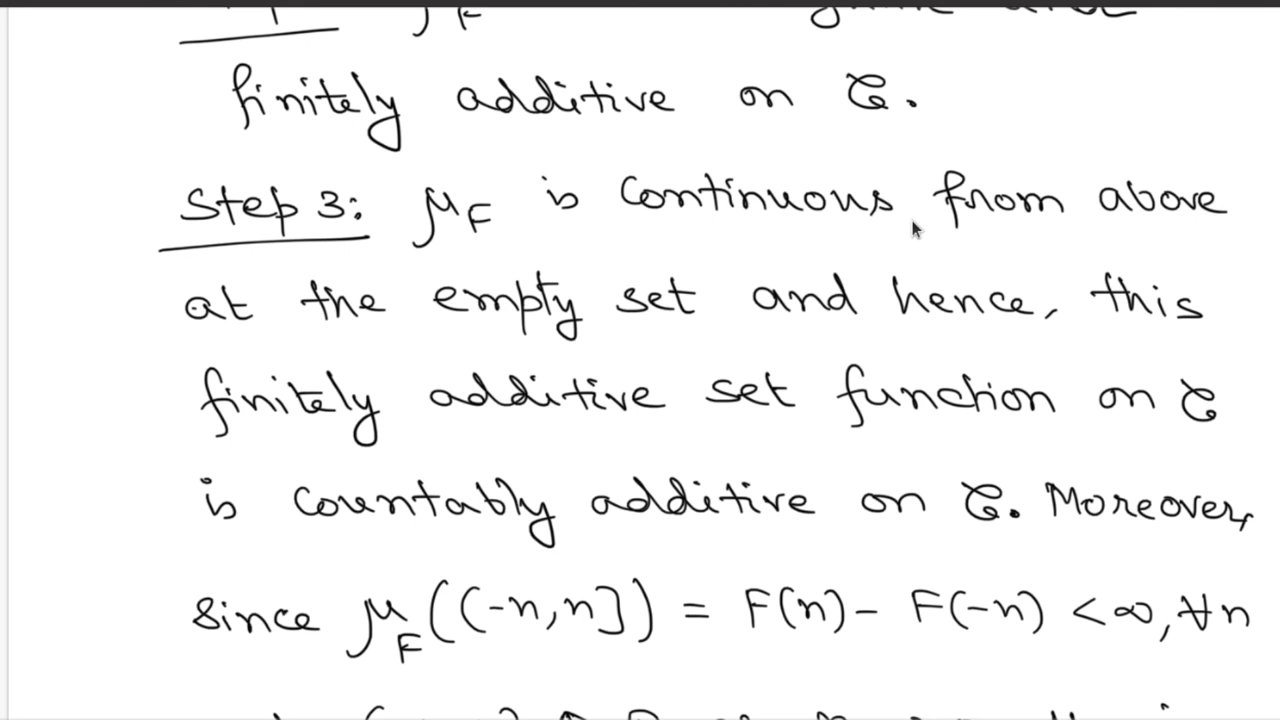 μ_F
finitely additive on 𝒞.
Step 3: μ_F is continuous from above
at the empty set and hence, this
finitely additive set function on 𝒞
is countably additive on 𝒞. Moreover,
since μ_F((-n,n]) = F(n) - F(-n) < ∞, ∀n